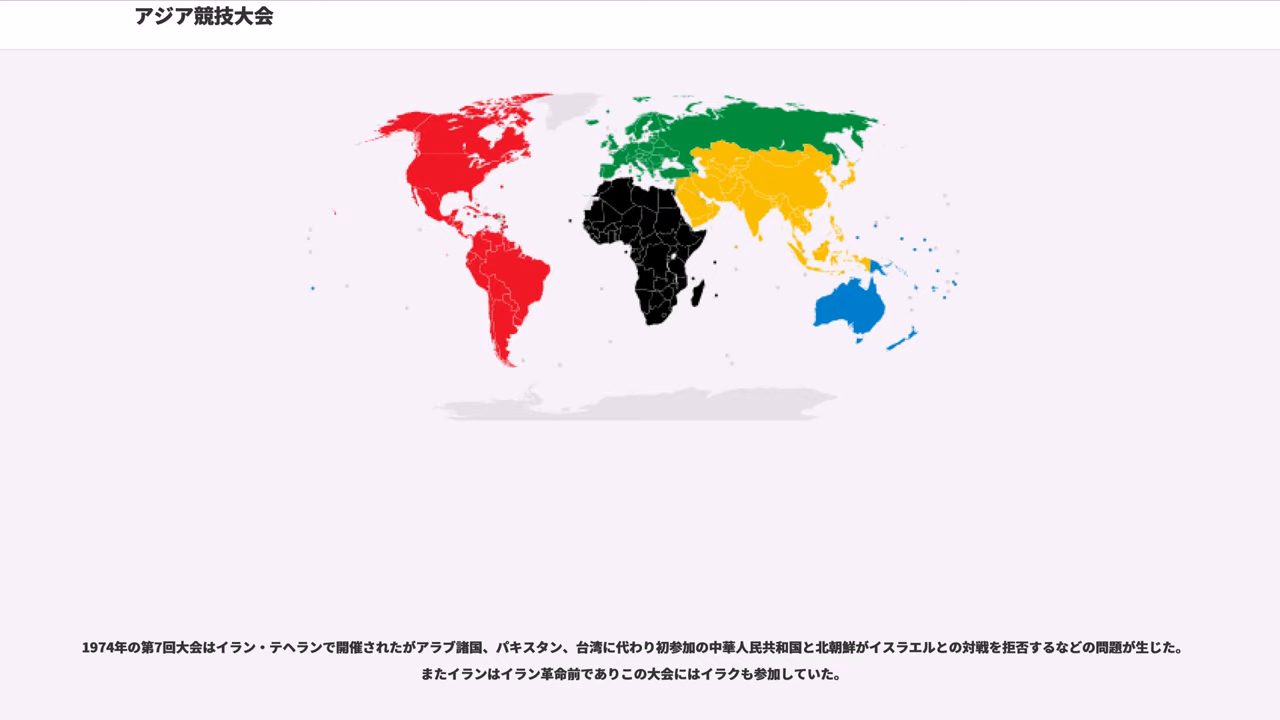 アジア競技大会
1974年の第7回大会はイラン・テヘランで開催されたがアラブ諸国、パキスタン、台湾に代わり初参加の中華人民共和国と北朝鮮がイスラエルとの対戦を拒否するなどの問題が生じた。
またイランはイラン革命前でありこの大会にはイラクも参加していた。